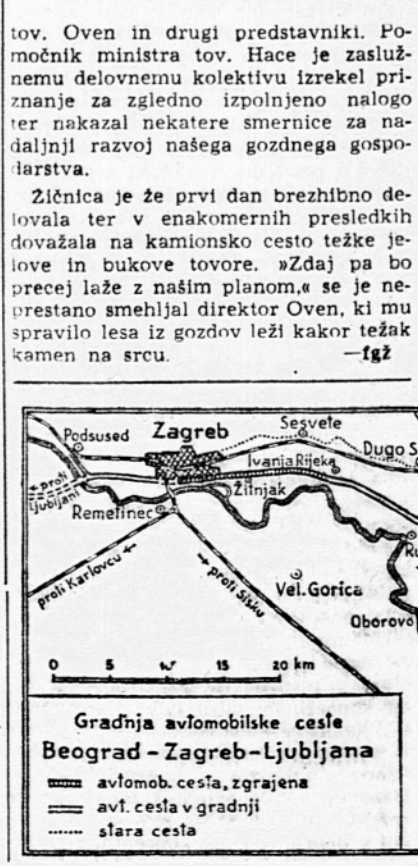 tov. Oven in drugi predstavniki. Po-
močnik ministra tov. Hace je zasluž-
nemu delovnemu kolektivu izrekel pri-
znanje za zgledno izpolnjeno nalogo
ter nakazal nekatere smernice za na-
daljnji razvoj našega gozdnega gospo-
darstva.
Žičnica je že prvi dan brezhibno de-
lovala ter v enakomernih presledkih
dovažala na kamionsko cesto težke je-
love in bukove tovore. »Zdaj pa bo
precej laže z našim planom,« se je ne-
prestano smehljal direktor Oven, ki mu
spravilo lesa iz gozdov leži kakor težak
kamen na srcu. —fgž
Sesvete
Podsused
Zagreb
Dugo S
Ivanja Rijeka
proti
Ljubljani
Žitnjak
Remetinec
Ru
proti Karlovcu
proti Sisku
Vel. Gorica
Oborovo
0 5 10 15 20 km
Gradnja avtomobilske ceste
Beograd - Zagreb - Ljubljana
avtomob. cesta, zgrajena
avt. cesta v gradnji
stara cesta